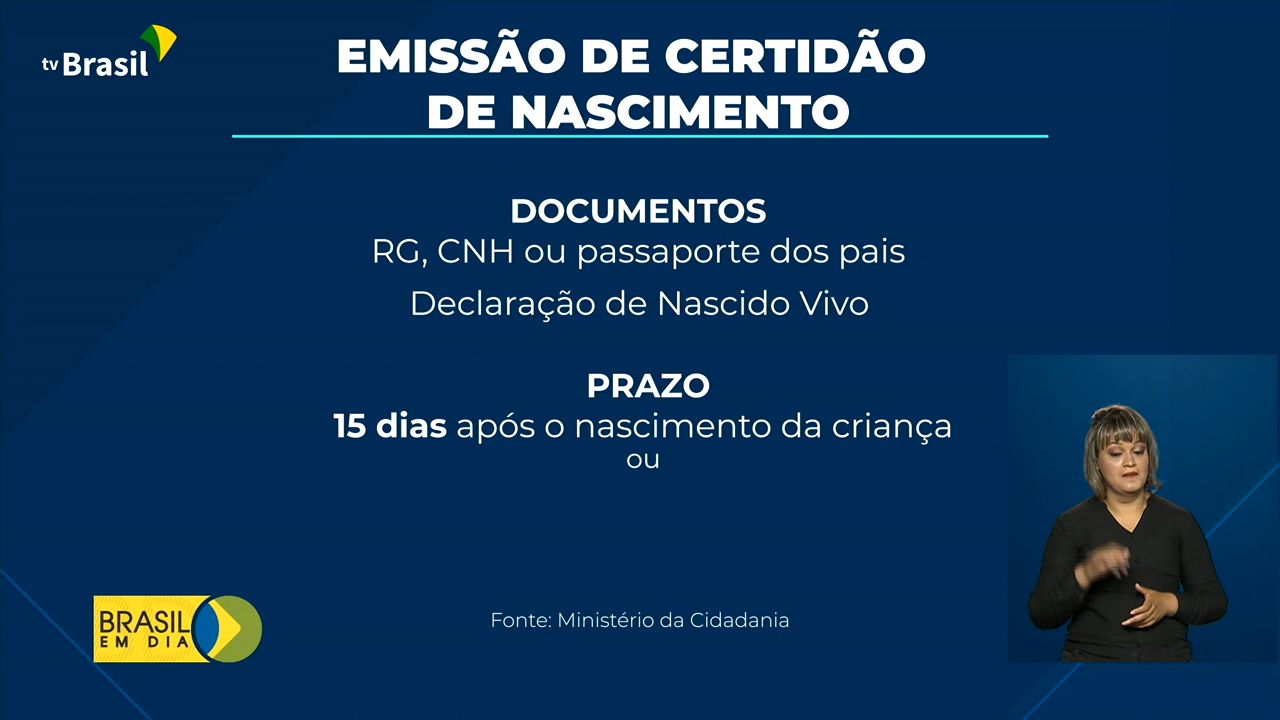 tv Brasil
EMISSÃO DE CERTIDÃO
DE NASCIMENTO
DOCUMENTOS
RG, CNH ou passaporte dos pais
Declaração de Nascido Vivo
PRAZO
15 dias após o nascimento da criança
ou
BRASIL
EM DIA
Fonte: Ministério da Cidadania